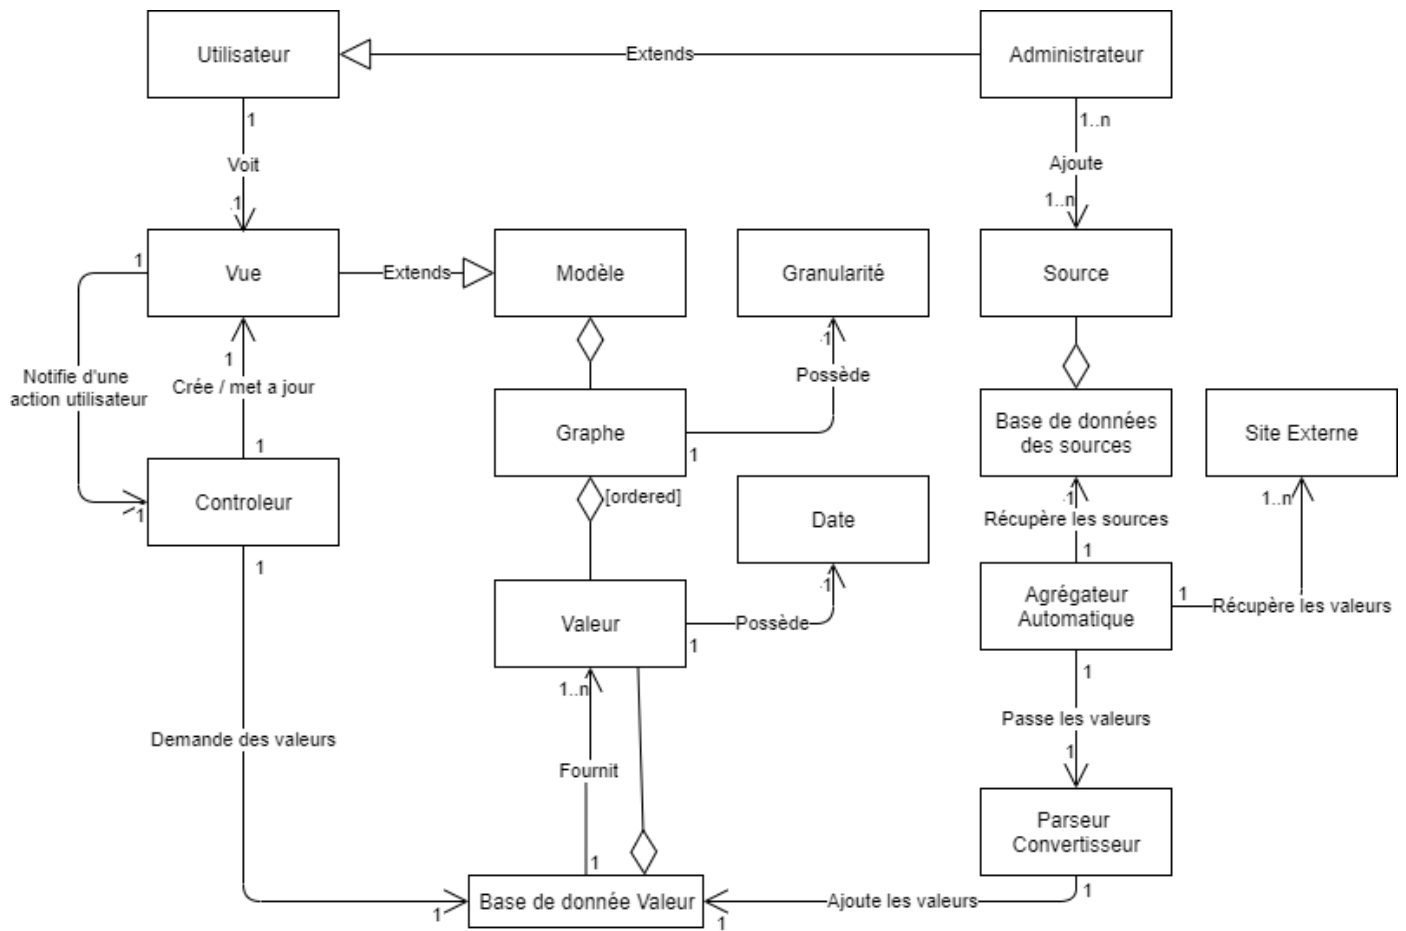 Utilisateur
Extends
Administrateur
1
1..n
Voit
Ajoute
1
1..n
Vue
Extends
Modèle
Granularité
Source
1
1
1
Notifie d'une
action utilisateur
Crée / met a jour
Possède
1
1
Controleur
1
1
Graphe
1
[ordered]
Base de données
des sources
Site Externe
1
1..n
Récupère les sources
1
Date
1
Valeur
Possède
1
Agrégateur
Automatique
1
Récupère les valeurs
1
1..n
Passe les valeurs
1
Demande des valeurs
Fournit
1
Parseur
Convertisseur
1
1
Base de donnée Valeur
1
Ajoute les valeurs
1